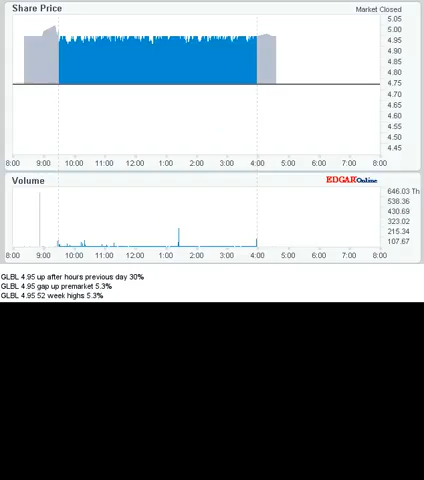 Share Price
Market Closed
5.05
5.00
4.95
4.90
4.85
4.80
4.75
4.70
4.65
4.60
4.55
4.50
4.45
8:00 9:00 10:00 11:00 12:00 1:00 2:00 3:00 4:00 5:00 6:00 7:00 8:00
Volume
EDGAROnline
646.03 Th
538.36
430.69
323.02
215.34
107.67
8:00 9:00 10:00 11:00 12:00 1:00 2:00 3:00 4:00 5:00 6:00 7:00 8:00
GLBL 4.95 up after hours previous day 30%
GLBL 4.95 gap up premarket 5.3%
GLBL 4.95 52 week highs 5.3%